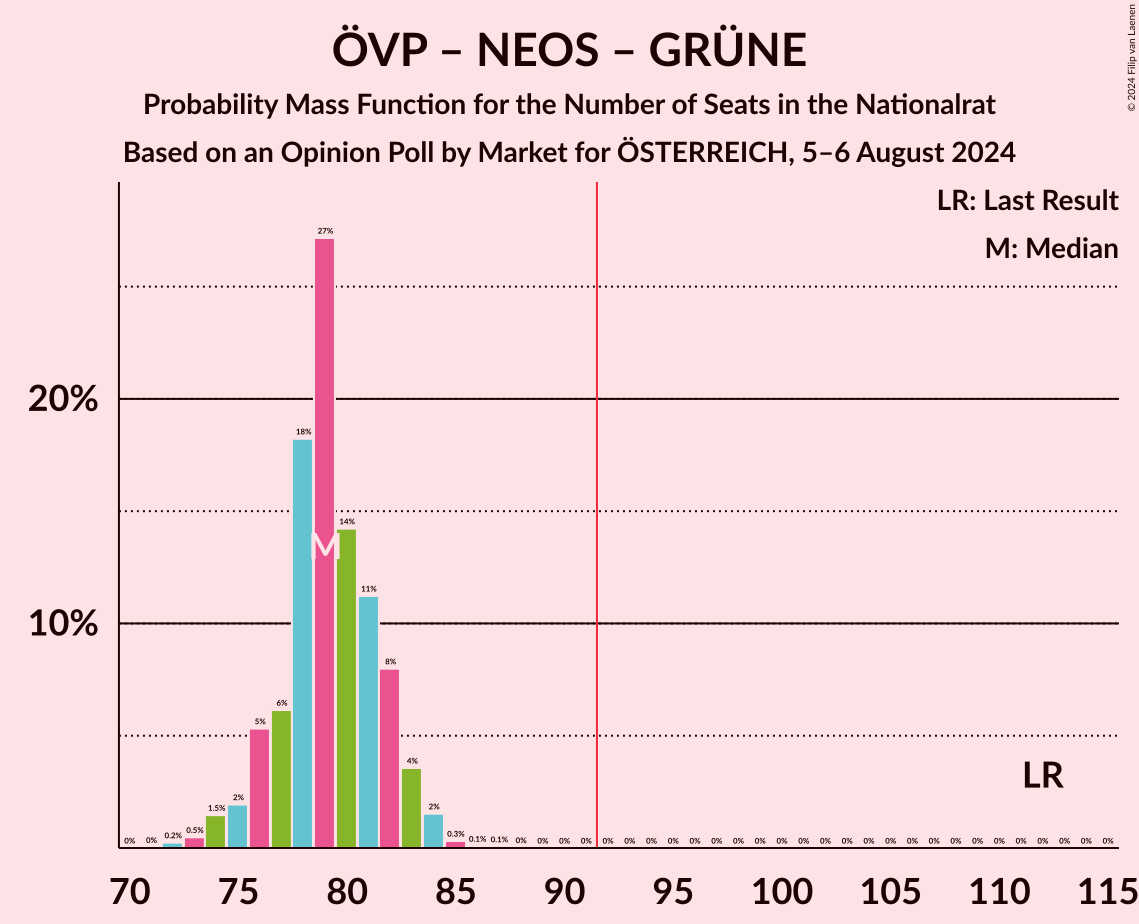 ÖVP – NEOS – GRÜNE
Probability Mass Function for the Number of Seats in the Nationalrat
Based on an Opinion Poll by Market for ÖSTERREICH, 5–6 August 2024
© 2024 Filip van Laenen
LR: Last Result
M: Median
20%
10%
0% 0% 0.2% 0.5% 1.5% 2% 5% 6% 18% 27% 14% 11% 8% 4% 2% 0.3% 0.1% 0.1% 0% 0% 0% 0% 0% 0% 0% 0% 0% 0% 0% 0% 0% 0% 0% 0% 0% 0% 0% 0% 0% 0% 0% 0% 0% 0% 0% 0%
M
LR
70 75 80 85 90 95 100 105 110 115